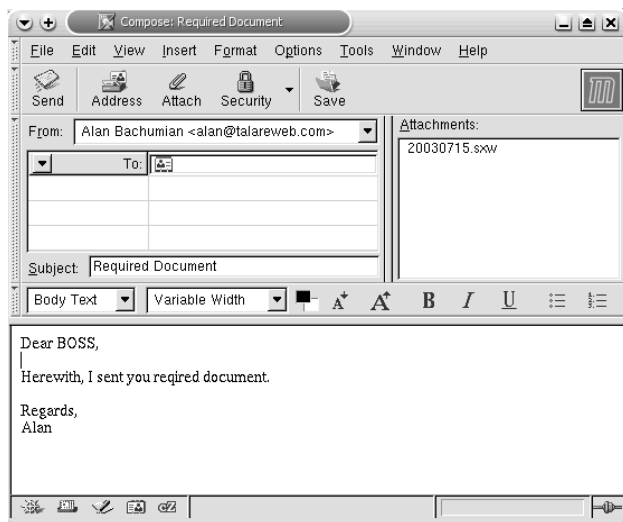 Compose: Required Document
File Edit View Insert Format Options Tools Window Help
Send Address Attach Security Save
From: Alan Bachumian <alan@talareweb.com>
Attachments:
20030715.sxw
To:
Subject: Required Document
Body Text Variable Width A A B I U
Dear BOSS,
Herewith, I sent you reqired document.
Regards,
Alan